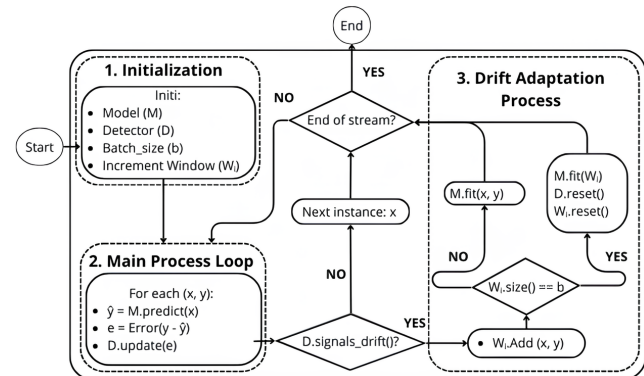 End
1. Initialization
Initi:
• Model (M)
• Detector (D)
• Batch_size (b)
• Increment Window (Wᵢ)
Start
YES
NO
End of stream?
Next instance: x
NO
2. Main Process Loop
For each (x, y):
• ŷ = M.predict(x)
• e = Error(y - ŷ)
• D.update(e)
D.signals_drift()?
YES
3. Drift Adaptation
Process
M.fit(x, y)
M.fit(Wᵢ)
D.reset()
Wᵢ.reset()
NO
YES
Wᵢ.size() == b
• Wᵢ.Add (x, y)